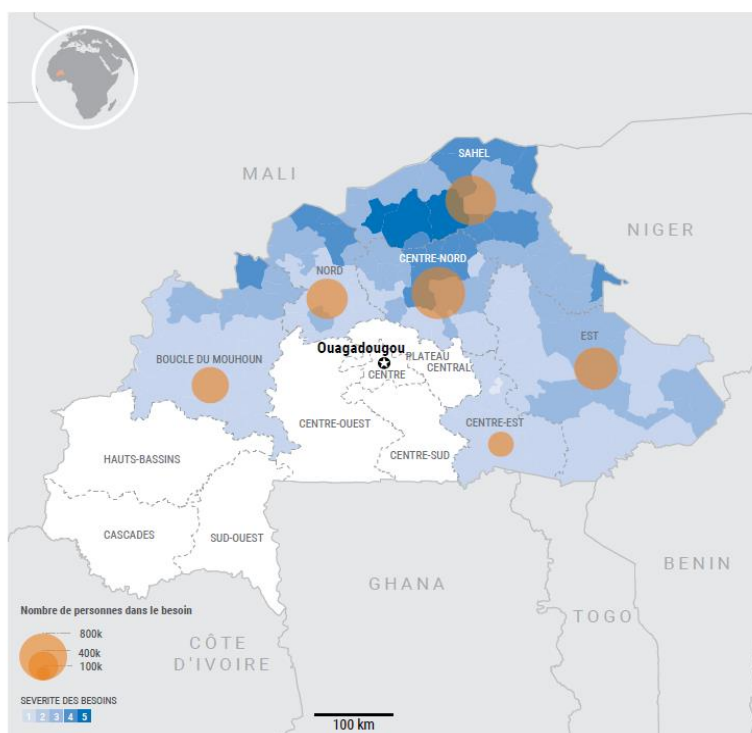 MALI
SAHEL
NIGER
CENTRE-NORD
NORD
EST
Ouagadougou
PLATEAU
CENTRAL
BOUCLE DU MOUHOUN
CENTRE
CENTRE-OUEST
CENTRE-EST
CENTRE-SUD
HAUTS-BASSINS
CASCADES
SUD-OUEST
BENIN
GHANA
TOGO
CÔTE
D'IVOIRE
Nombre de personnes dans le besoin
800k
400k
100k
SEVERITE DES BESOINS
1 2 3 4 5
100 km